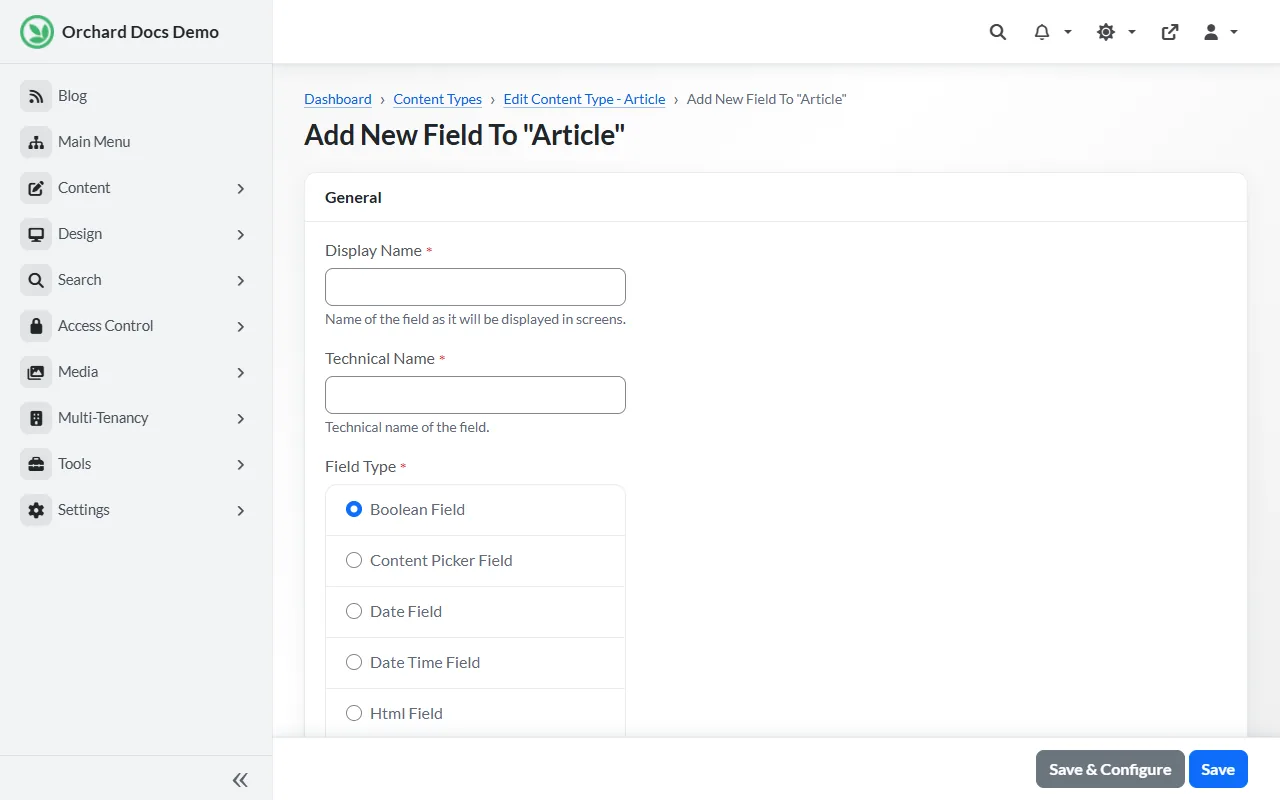 Orchard Docs Demo
Blog
Main Menu
Content
Design
Search
Access Control
Media
Multi-Tenancy
Tools
Settings
Dashboard › Content Types › Edit Content Type - Article › Add New Field To "Article"
Add New Field To "Article"
General
Display Name *
Name of the field as it will be displayed in screens.
Technical Name *
Technical name of the field.
Field Type *
Boolean Field
Content Picker Field
Date Field
Date Time Field
Html Field
Save & Configure
Save